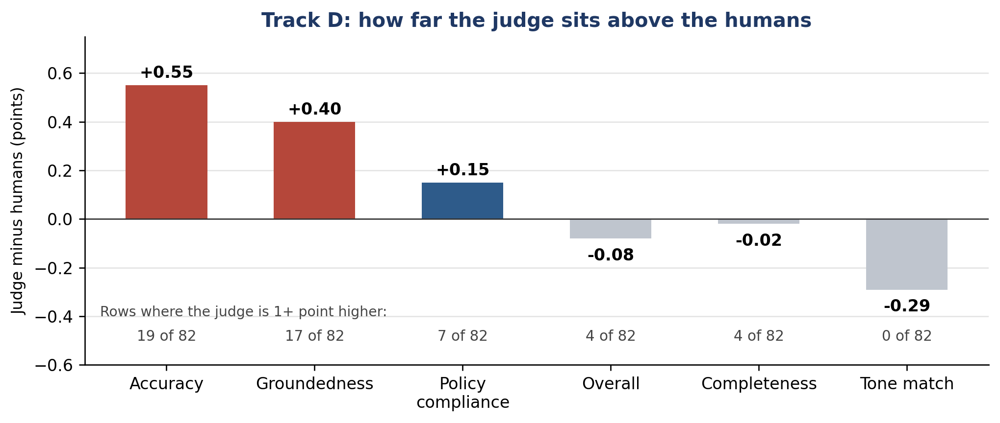 Track D: how far the judge sits above the humans
Judge minus humans (points)
0.6
0.4
0.2
0.0
−0.2
−0.4
−0.6
+0.55
+0.40
+0.15
-0.08
-0.02
-0.29
Rows where the judge is 1+ point higher:
19 of 82
17 of 82
7 of 82
4 of 82
4 of 82
0 of 82
Accuracy
Groundedness
Policy
compliance
Overall
Completeness
Tone match